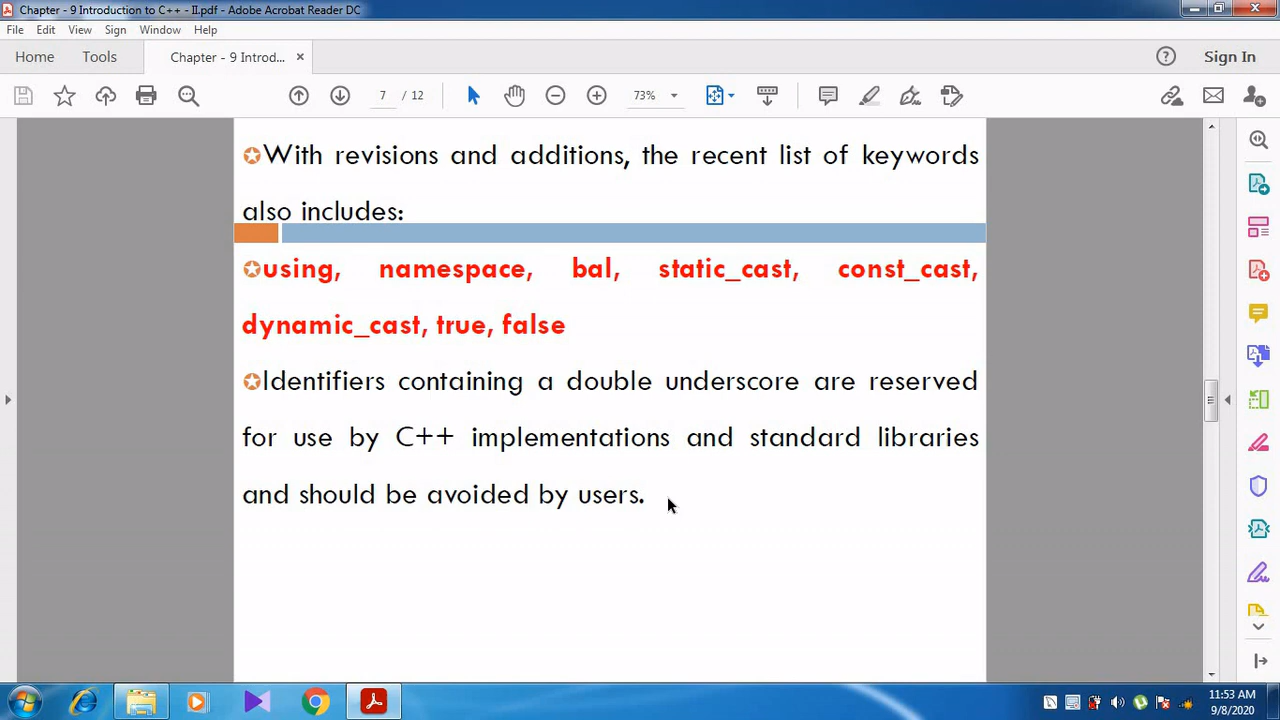 Chapter - 9 Introduction to C++ - II.pdf - Adobe Acrobat Reader DC
File Edit View Sign Window Help
Home Tools Chapter - 9 Introd... × Sign In
7 / 12 73%
With revisions and additions, the recent list of keywords
also includes:
using, namespace, bal, static_cast, const_cast,
dynamic_cast, true, false
Identifiers containing a double underscore are reserved
for use by C++ implementations and standard libraries
and should be avoided by users.
11:53 AM
9/8/2020